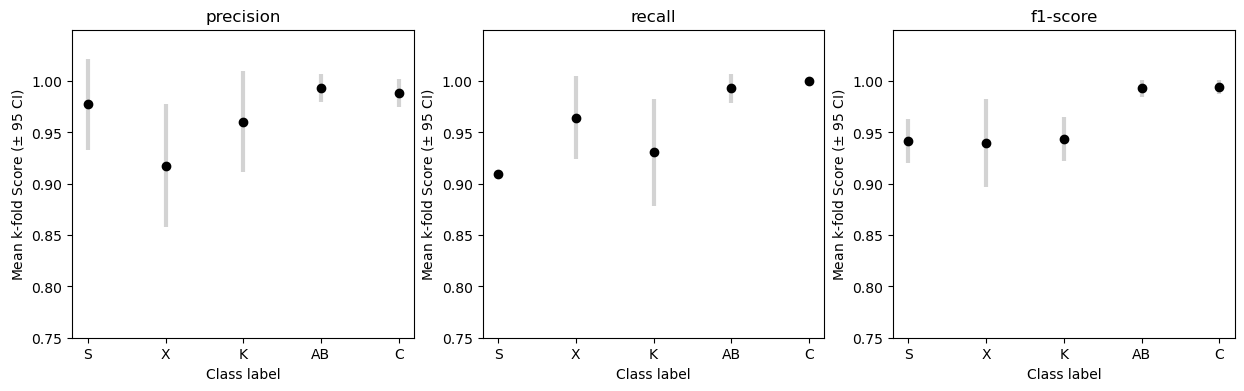 precision
Mean k-fold Score (± 95 CI)
1.00
0.95
0.90
0.85
0.80
0.75
S X K AB C
Class label
recall
Mean k-fold Score (± 95 CI)
1.00
0.95
0.90
0.85
0.80
0.75
S X K AB C
Class label
f1-score
Mean k-fold Score (± 95 CI)
1.00
0.95
0.90
0.85
0.80
0.75
S X K AB C
Class label